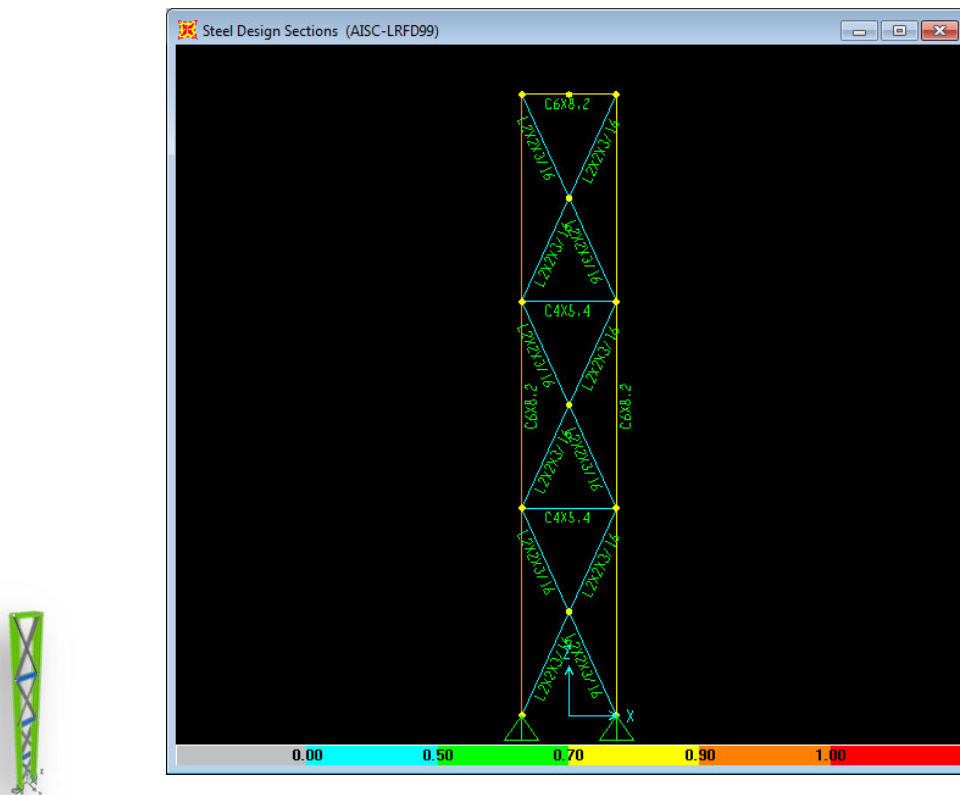 Steel Design Sections (AISC-LRFD99)
C6X8.2
L2X2X3/16
L2X2X3/16
L2X2X3/16
L2X2X3/16
C4X5.4
L2X2X3/16
L2X2X3/16
C6X8.2
C6X8.2
L2X2X3/16
L2X2X3/16
C4X5.4
L2X2X3/16
L2X2X3/16
L2X2X3/16
L2X2X3/16
Z
X
0.00 0.50 0.70 0.90 1.00